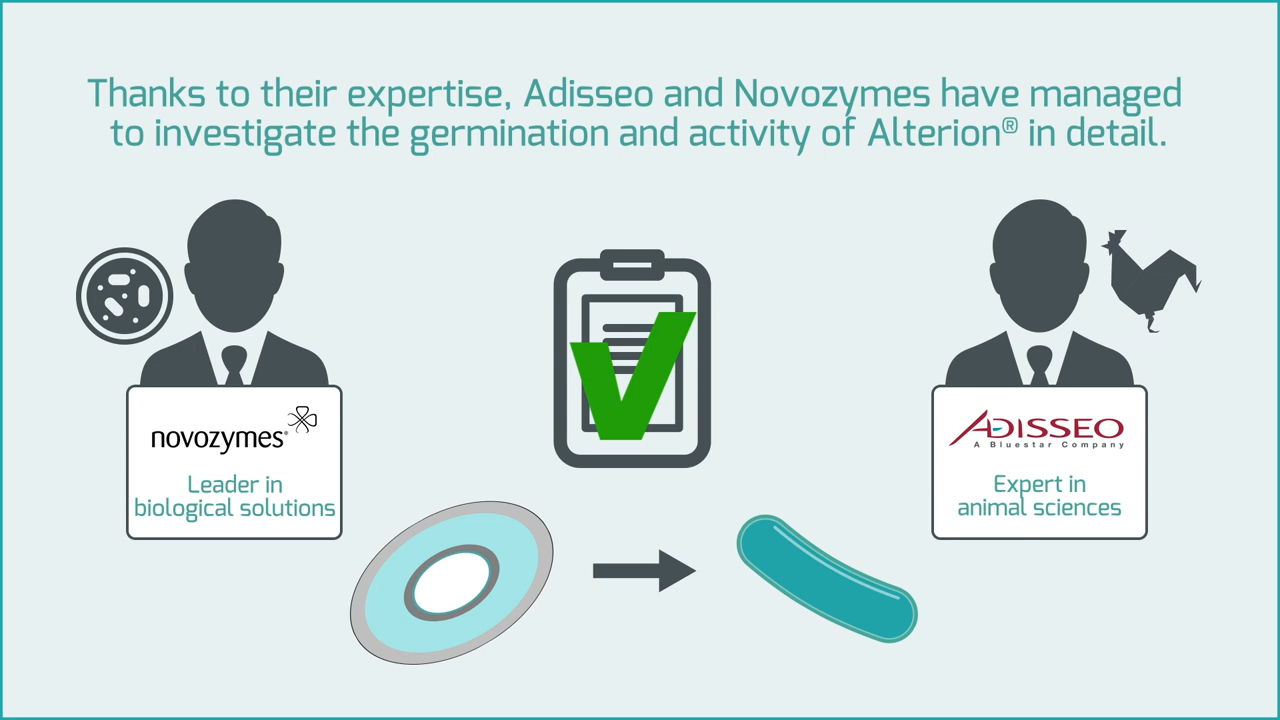 Thanks to their expertise, Adisseo and Novozymes have managed
to investigate the germination and activity of Alterion® in detail.
novozymes®
Leader in
biological solutions
ADISSEO
A Bluestar Company
Expert in
animal sciences